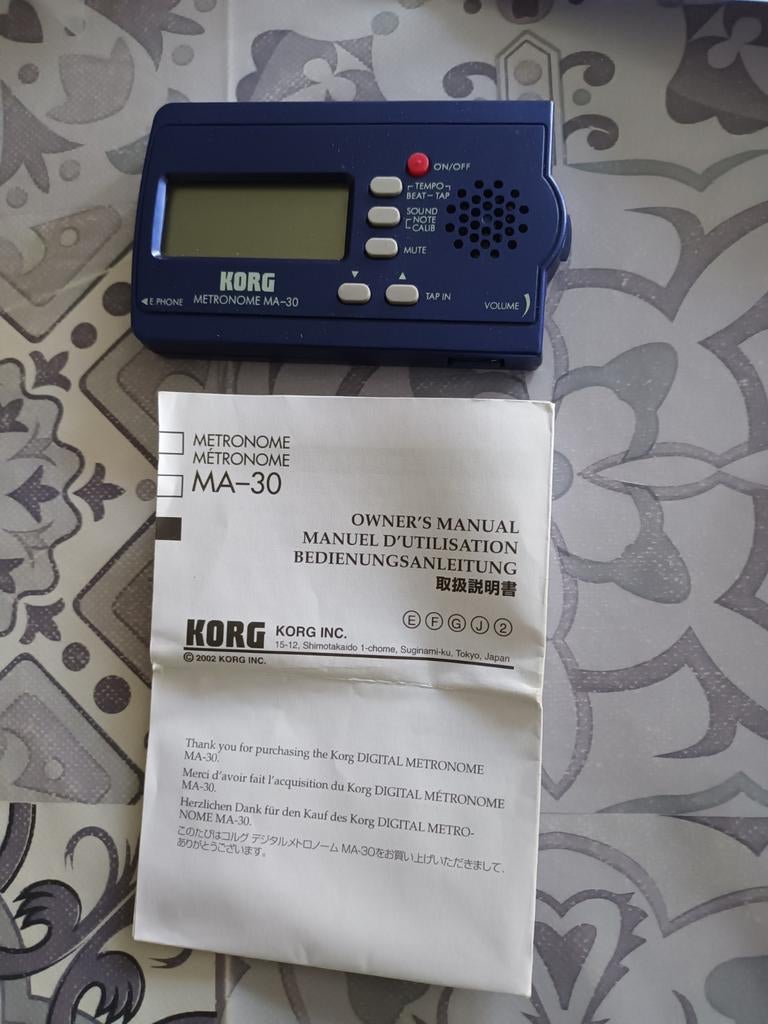 ON/OFF
TEMPO
BEAT – TAP
SOUND
NOTE
CALIB
MUTE
▼ ▲
TAP IN
KORG
METRONOME MA-30
◀ E PHONE
VOLUME
METRONOME
MÉTRONOME
MA–30
OWNER'S MANUAL
MANUEL D'UTILISATION
BEDIENUNGSANLEITUNG
取扱説明書
E F G J 2
KORG KORG INC.
15-12, Shimotakaido 1-chome, Suginami-ku, Tokyo, Japan
© 2002 KORG INC.
Thank you for purchasing the Korg DIGITAL METRONOME
MA-30.
Merci d'avoir fait l'acquisition du Korg DIGITAL MÉTRONOME
MA-30.
Herzlichen Dank für den Kauf des Korg DIGITAL METRO-
NOME MA-30.
このたびはコルグ デジタルメトロノーム MA-30をお買い上げいただきまして、
ありがとうございます。